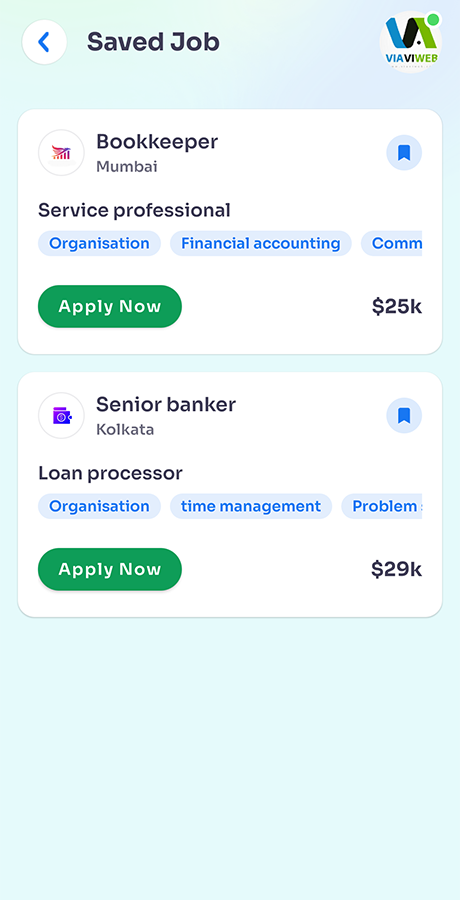 Saved Job
VIAVIWEB
Bookkeeper
Mumbai
Service professional
Organisation Financial accounting Comm
Apply Now $25k
Senior banker
Kolkata
Loan processor
Organisation time management Problem
Apply Now $29k